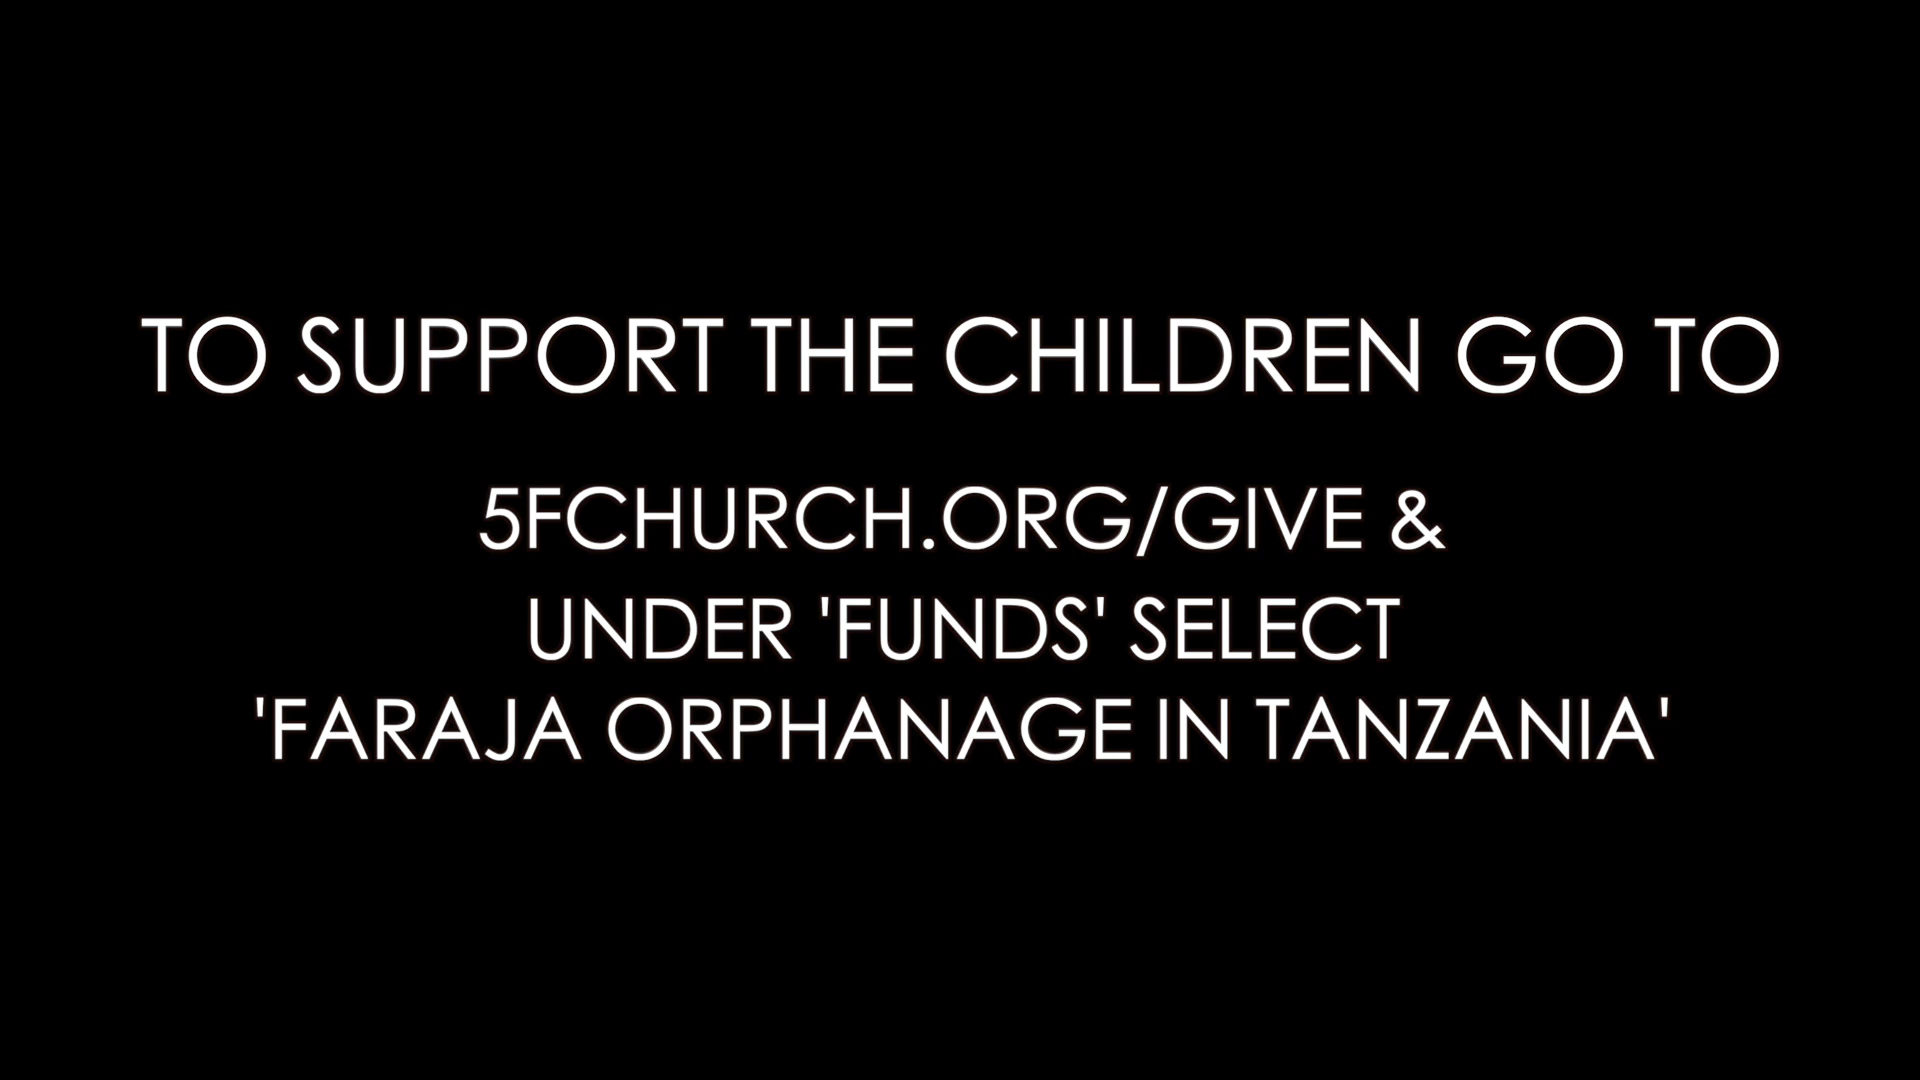 TO SUPPORT THE CHILDREN GO TO
5FCHURCH.ORG/GIVE &
UNDER 'FUNDS' SELECT
'FARAJA ORPHANAGE IN TANZANIA'